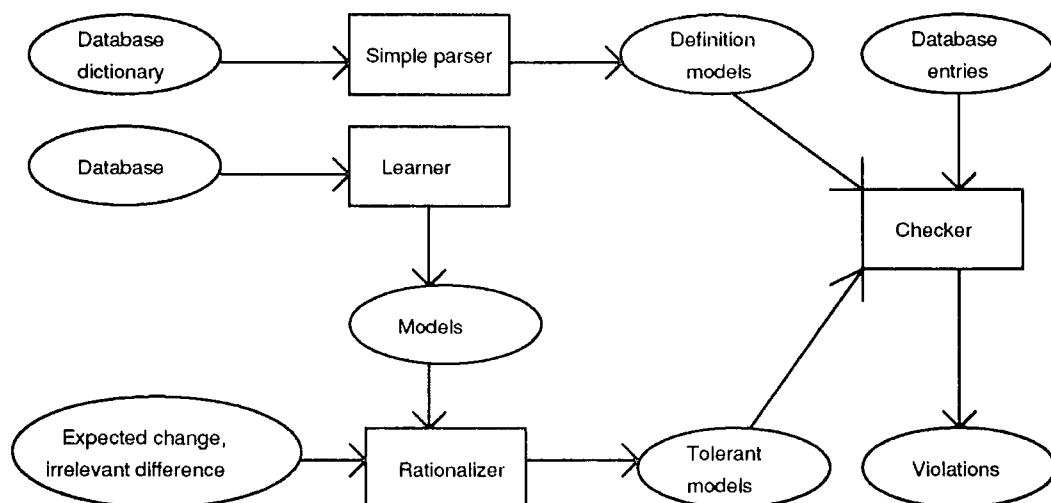 Database
dictionary
Simple parser
Definition
models
Database
entries
Database
Learner
Checker
Models
Expected change,
irrelevant difference
Rationalizer
Tolerant
models
Violations